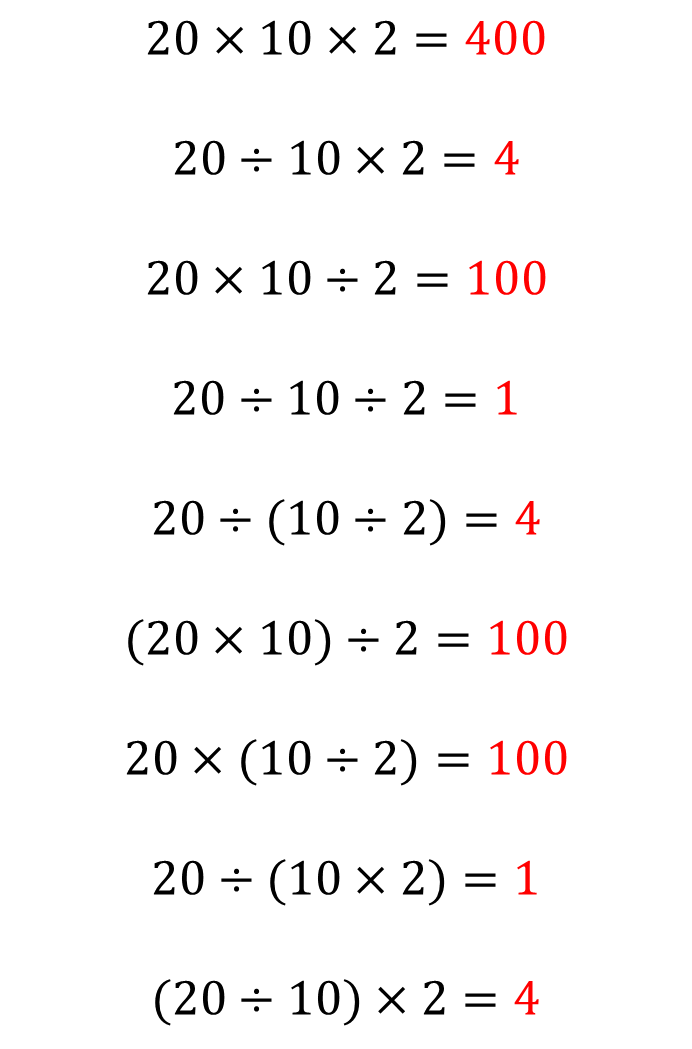 20 × 10 × 2 = 400
20 ÷ 10 × 2 = 4
20 × 10 ÷ 2 = 100
20 ÷ 10 ÷ 2 = 1
20 ÷ (10 ÷ 2) = 4
(20 × 10) ÷ 2 = 100
20 × (10 ÷ 2) = 100
20 ÷ (10 × 2) = 1
(20 ÷ 10) × 2 = 4